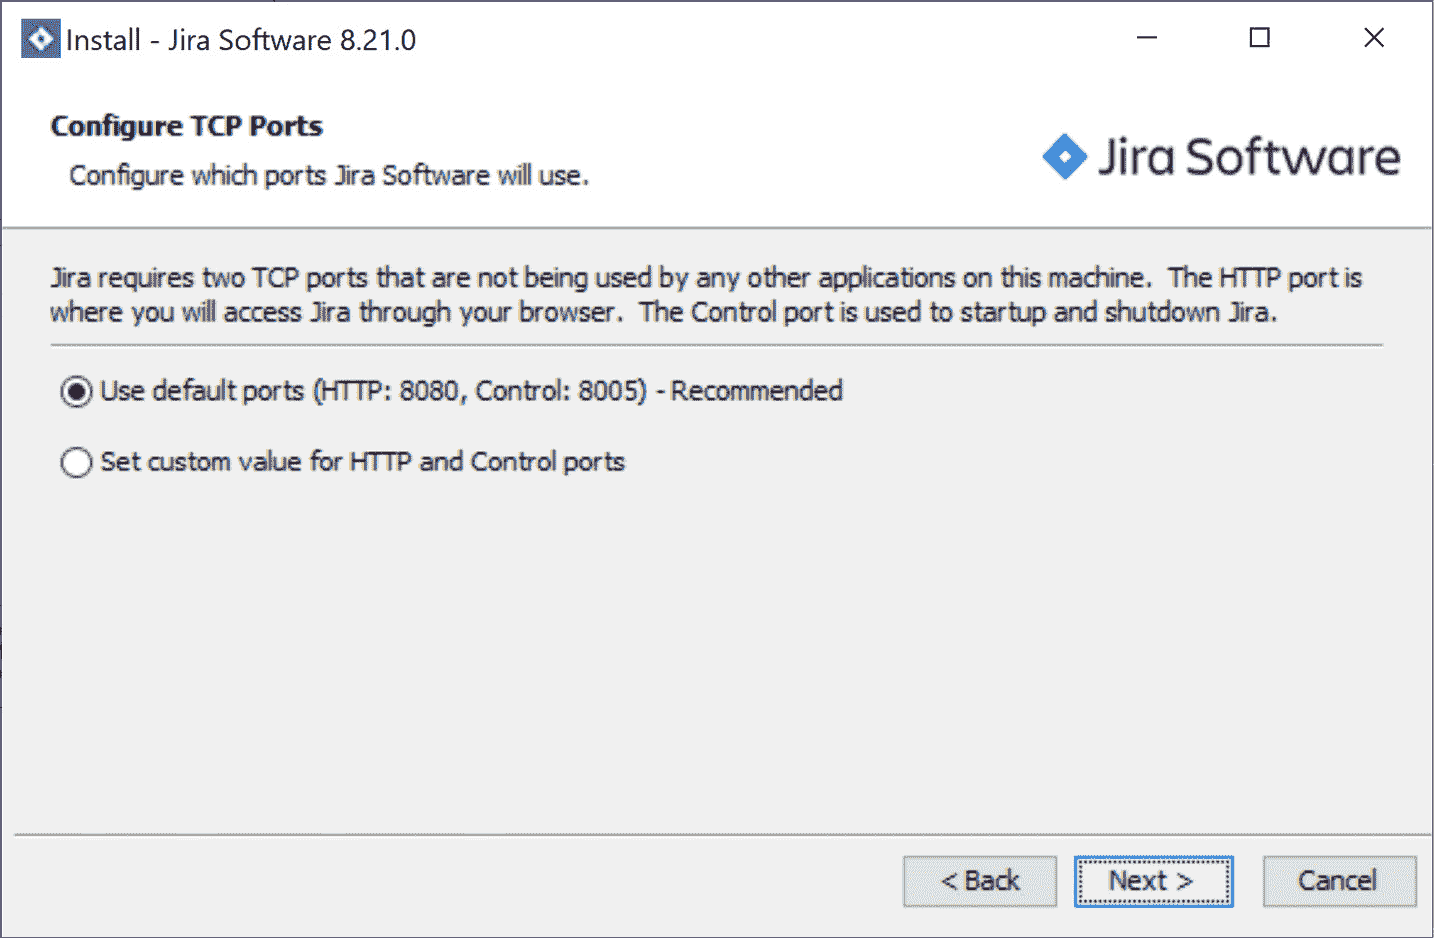 Install - Jira Software 8.21.0
Configure TCP Ports
Configure which ports Jira Software will use.
Jira Software
Jira requires two TCP ports that are not being used by any other applications on this machine. The HTTP port is
where you will access Jira through your browser. The Control port is used to startup and shutdown Jira.
Use default ports (HTTP: 8080, Control: 8005) - Recommended
Set custom value for HTTP and Control ports
< Back
Next >
Cancel